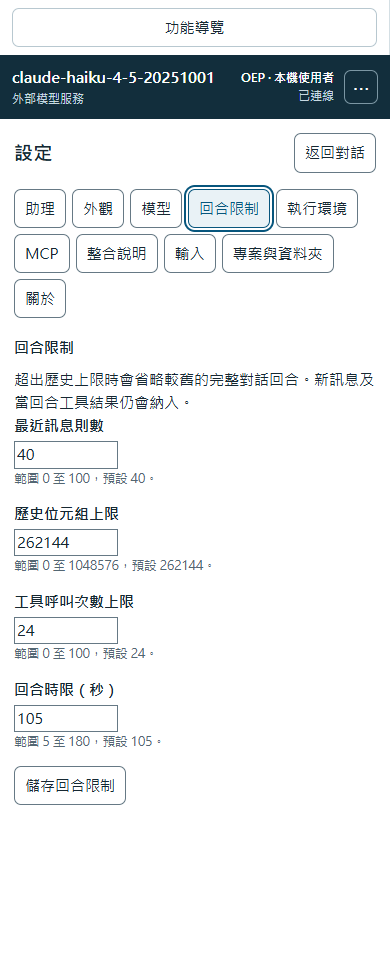 功能導覽
claude-haiku-4-5-20251001
外部模型服務
OEP · 本機使用者
已連線
...
設定
返回對話
助理
外觀
模型
回合限制
執行環境
MCP
整合說明
輸入
專案與資料夾
關於
回合限制
超出歷史上限時會省略較舊的完整對話回合。新訊息及
當回合工具結果仍會納入。
最近訊息則數
40
範圍 0 至 100，預設 40。
歷史位元組上限
262144
範圍 0 至 1048576，預設 262144。
工具呼叫次數上限
24
範圍 0 至 100，預設 24。
回合時限（秒）
105
範圍 5 至 180，預設 105。
儲存回合限制